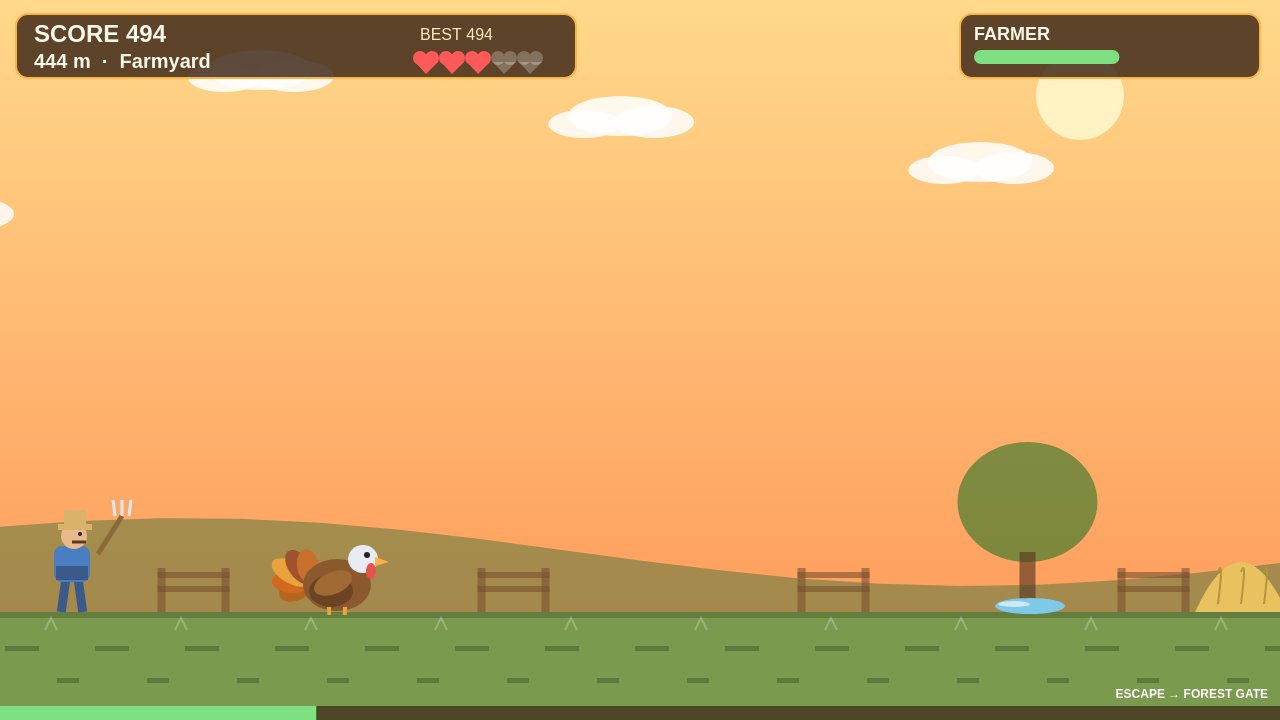 SCORE 494
BEST 494
444 m · Farmyard
FARMER
ESCAPE → FOREST GATE